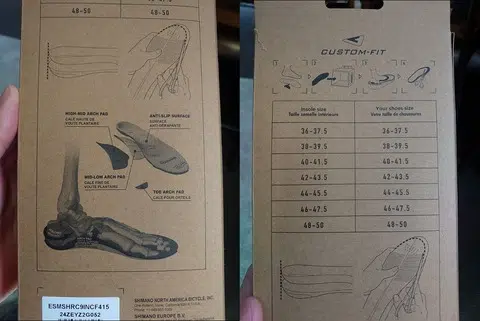 48-50
48-50
HIGH-MID ARCH PAD
CALE HAUTE DE
VOUTE PLANTAIRE
ANTI-SLIP SURFACE
SURFACE
ANTI-DÉRAPANTE
MID-LOW ARCH PAD
CALE FINE DE
VOUTE PLANTAIRE
TOE ARCH PAD
CALE POUR ORTEILS
ESMSHRC9INCF415
24ZEYZ2G052
SHIMANO NORTH AMERICA BICYCLE, INC.
SHIMANO EUROPE B.V.
CUSTOM-FIT
Insole size
Taille semelle intérieure
Your shoes size
Votre taille de chaussure
36-37.5 36-37.5
38-39.5 38-39.5
40-41.5 40-41.5
42-43.5 42-43.5
44-45.5 44-45.5
46-47.5 46-47.5
48-50 48-50